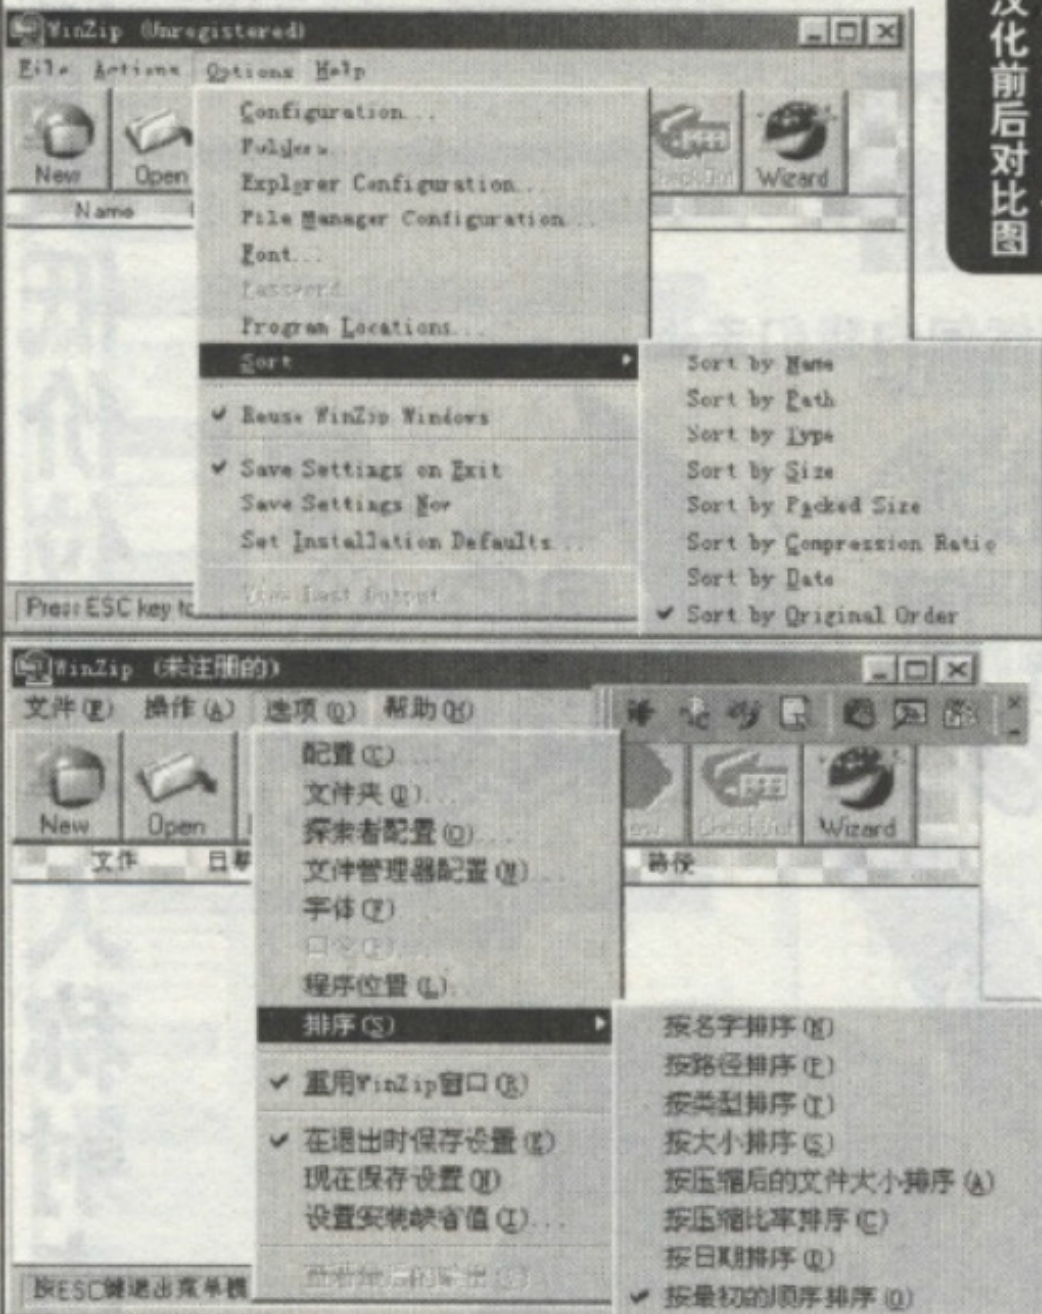 汉化前后对比图
WinZip (Unregistered)
File Actions Options Help
New Open CheckOut Wizard
Name
Configuration...
Folders
Explorer Configuration...
File Manager Configuration...
Font...
Password
Program Locations...
Sort
Reuse WinZip Windows
Save Settings on Exit
Save Settings Now
Set Installation Defaults...
View Last Output
Sort by Name
Sort by Path
Sort by Type
Sort by Size
Sort by Packed Size
Sort by Compression Ratio
Sort by Date
Sort by Original Order
Press ESC key to
WinZip (未注册的)
文件(F) 操作(A) 选项(O) 帮助(H)
New Open CheckOut Wizard
文件 日期 路径
配置(C)...
文件夹(D)...
探索者配置(O)...
文件管理器配置(M)...
字体(F)
程序位置(L)...
排序(S)
重用WinZip窗口(R)
在退出时保存设置(E)
现在保存设置(N)
设置安装缺省值(I)...
按名字排序(N)
按路径排序(P)
按类型排序(T)
按大小排序(S)
按压缩后的文件大小排序(A)
按压缩比率排序(C)
按日期排序(D)
按最初的顺序排序(O)
按ESC键退出菜单模